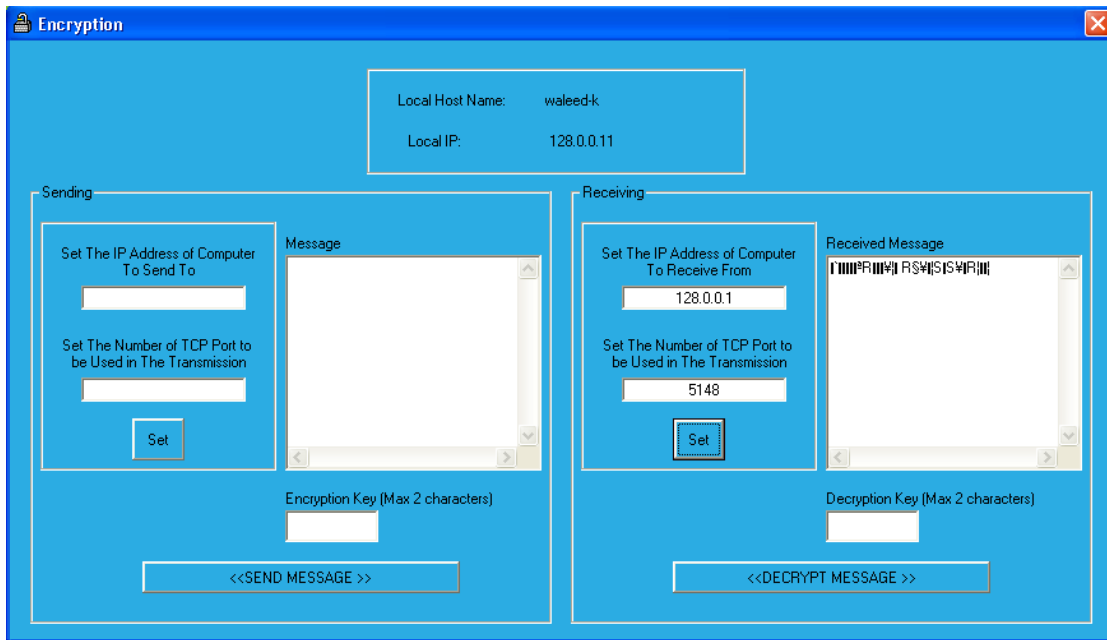 Encryption
Local Host Name: waleed-k
Local IP: 128.0.0.11
Sending
Set The IP Address of Computer
To Send To
Set The Number of TCP Port to
be Used in The Transmission
Set
Message
Encryption Key (Max 2 characters)
<<SEND MESSAGE >>
Receiving
Set The IP Address of Computer
To Receive From
128.0.0.1
Set The Number of TCP Port to
be Used in The Transmission
5148
Set
Received Message
Decryption Key (Max 2 characters)
<<DECRYPT MESSAGE >>